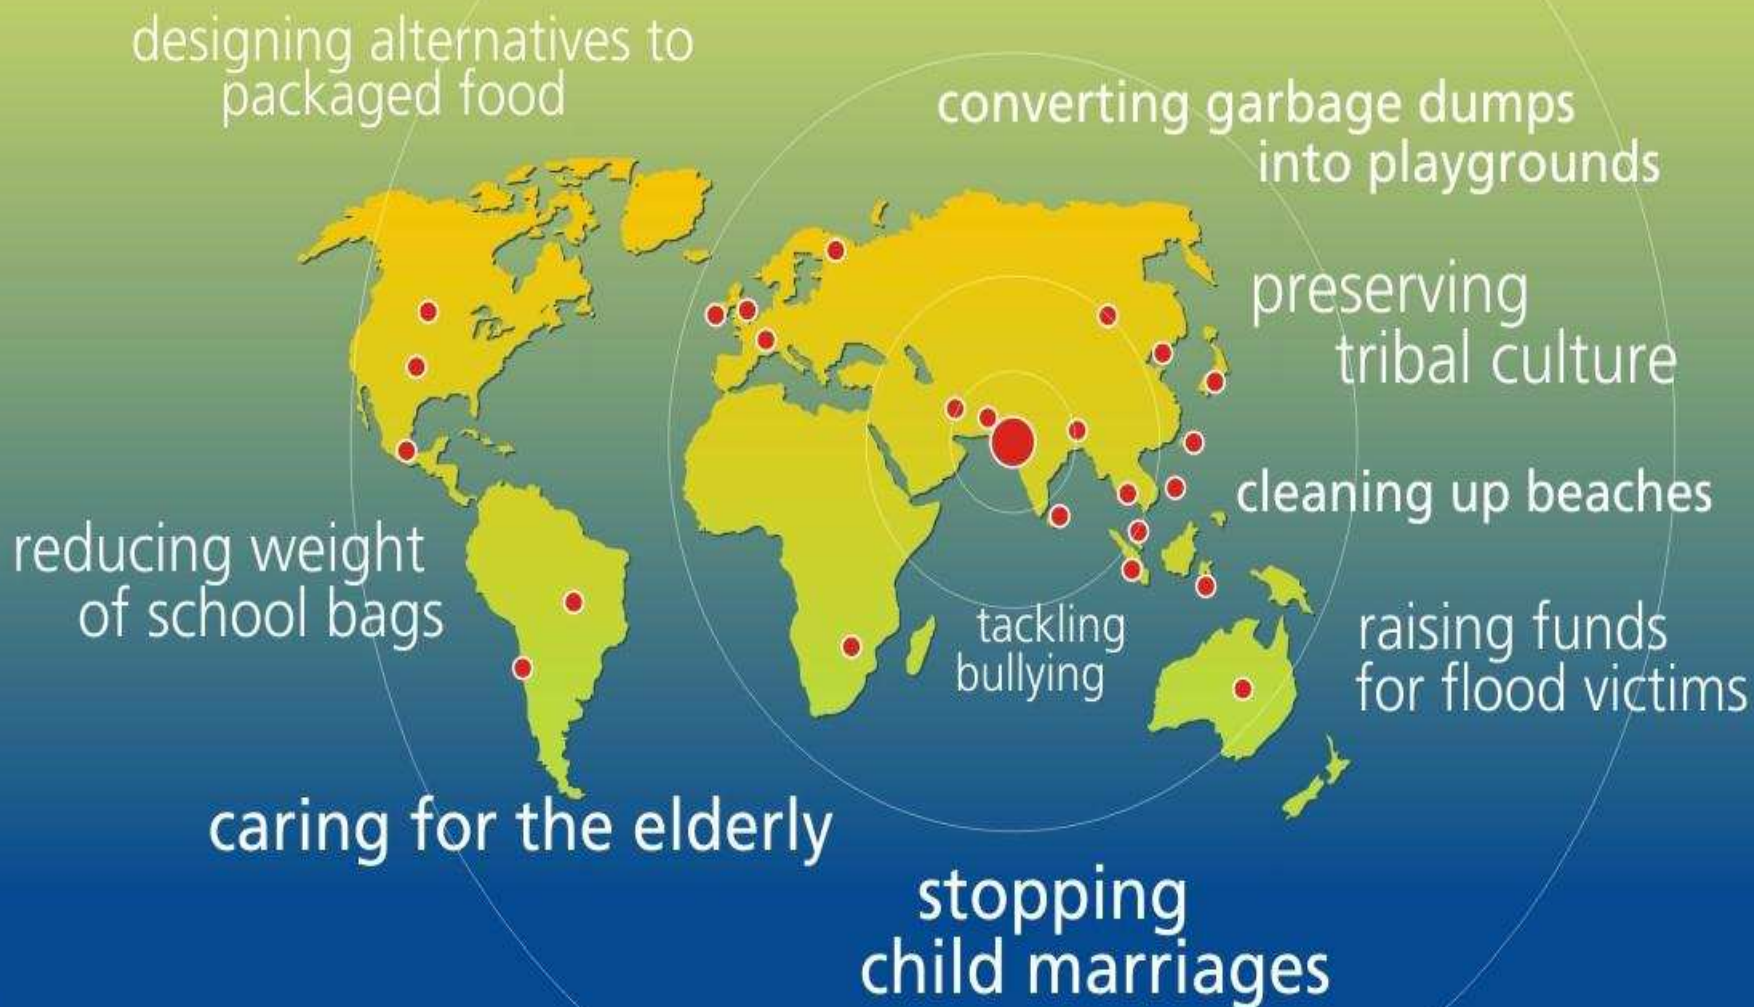 designing alternatives to
packaged food
converting garbage dumps
into playgrounds
preserving
tribal culture
cleaning up beaches
reducing weight
of school bags
tackling
bullying
raising funds
for flood victims
caring for the elderly
stopping
child marriages